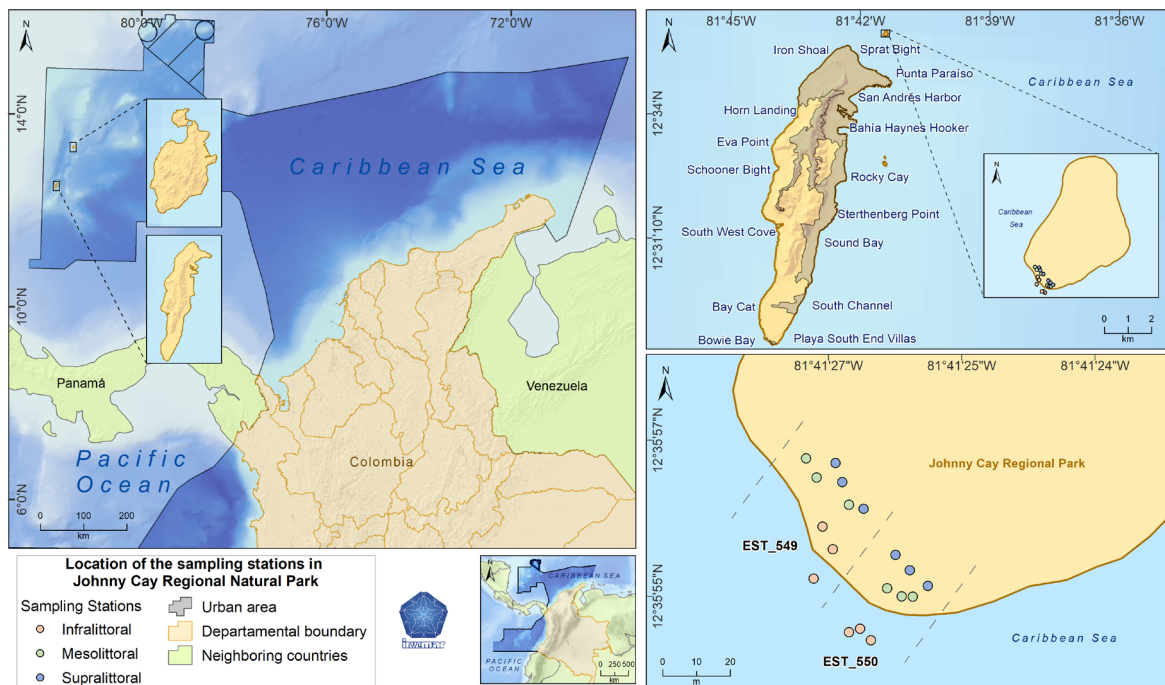 80°0'W
76°0'W
72°0'W
N
14°0'N
10°0'N
6°0'N
Caribbean Sea
Panamá
Venezuela
Pacific
Ocean
Colombia
0 100 200
km
81°45'W
81°42'W
81°39'W
81°36'W
N
12°34'N
12°31'10"N
Iron Shoal
Sprat Bight
Punta Paraíso
Caribbean Sea
San Andrés Harbor
Horn Landing
Bahía Haynes Hooker
Eva Point
Schooner Bight
Rocky Cay
Sterthenberg Point
South West Cove
Sound Bay
Bay Cat
South Channel
Bowie Bay
Playa South End Villas
N
Caribbean
Sea
0 1 2
km
81°41'27"W
81°41'25"W
81°41'24"W
N
12°35'57"N
12°35'55"N
Johnny Cay Regional Park
EST_549
EST_550
Caribbean Sea
0 10 20
m
Location of the sampling stations in
Johnny Cay Regional Natural Park
Sampling Stations
Infralittoral
Mesolittoral
Supralittoral
Urban area
Departamental boundary
Neighboring countries
invemar
N
CARIBBEAN SEA
PACIFIC
OCEAN
0 250 500
km